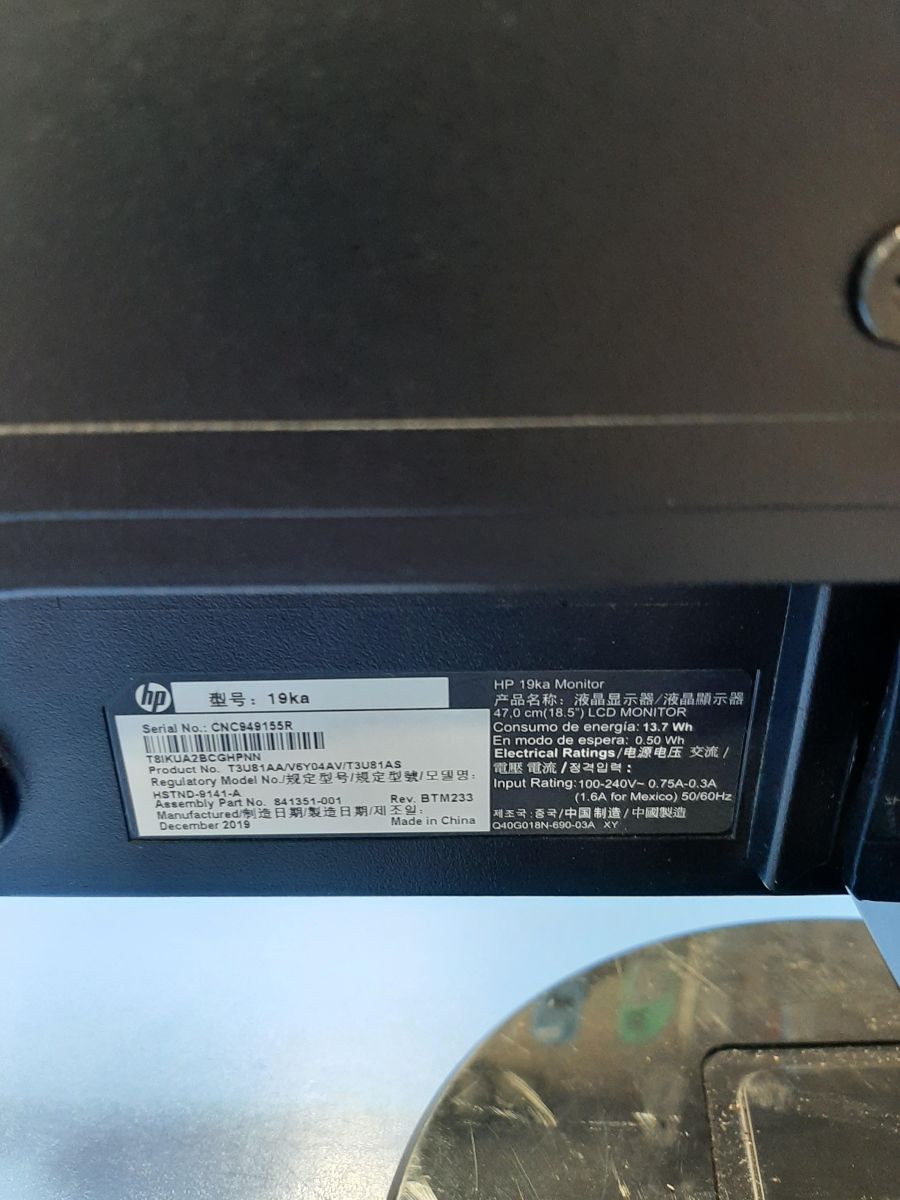 hp
型号：19ka
Serial No.: CNC949155R
T8IKUA2BCGHPNN
Product No. T3U81AA/V6Y04AV/T3U81AS
Regulatory Model No./规定型号/規定型號/모델명:
HSTND-9141-A
Assembly Part No. 841351-001 Rev. BTM233
Manufactured/制造日期/製造日期/제조일:
December 2019 Made in China
HP 19ka Monitor
产品名称：液晶显示器/液晶顯示器
47.0 cm(18.5") LCD MONITOR
Consumo de energía: 13.7 Wh
En modo de espera: 0.50 Wh
Electrical Ratings/电源电压 交流/
電壓 電流/정격입력:
Input Rating:100-240V~ 0.75A-0.3A
(1.6A for Mexico) 50/60Hz
제조국:중국/中国制造/中國製造
Q40G018N-690-03A XY